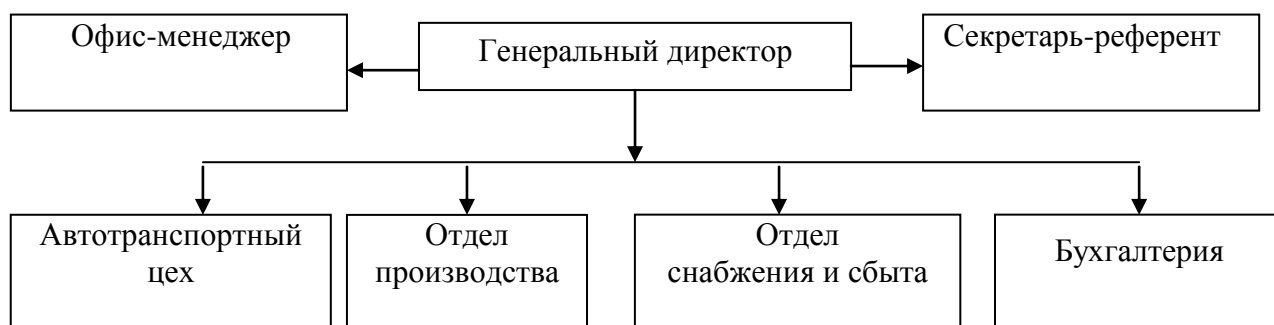 Офис-менеджер
Генеральный директор
Секретарь-референт
Автотранспортный
цех
Отдел
производства
Отдел
снабжения и сбыта
Бухгалтерия